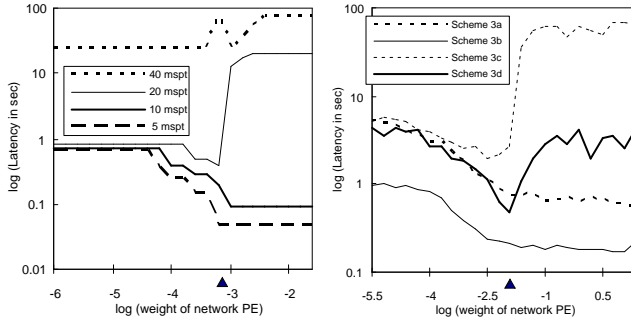 100
10
1
0.1
0.01
log (Latency in sec)
40 mspt
20 mspt
10 mspt
5 mspt
-6
-5
-4
-3
-2
log (weight of network PE)
100
10
1
0.1
log (Latency in sec)
Scheme 3a
Scheme 3b
Scheme 3c
Scheme 3d
-5.5
-4
-2.5
-1
0.5
log (weight of network PE)